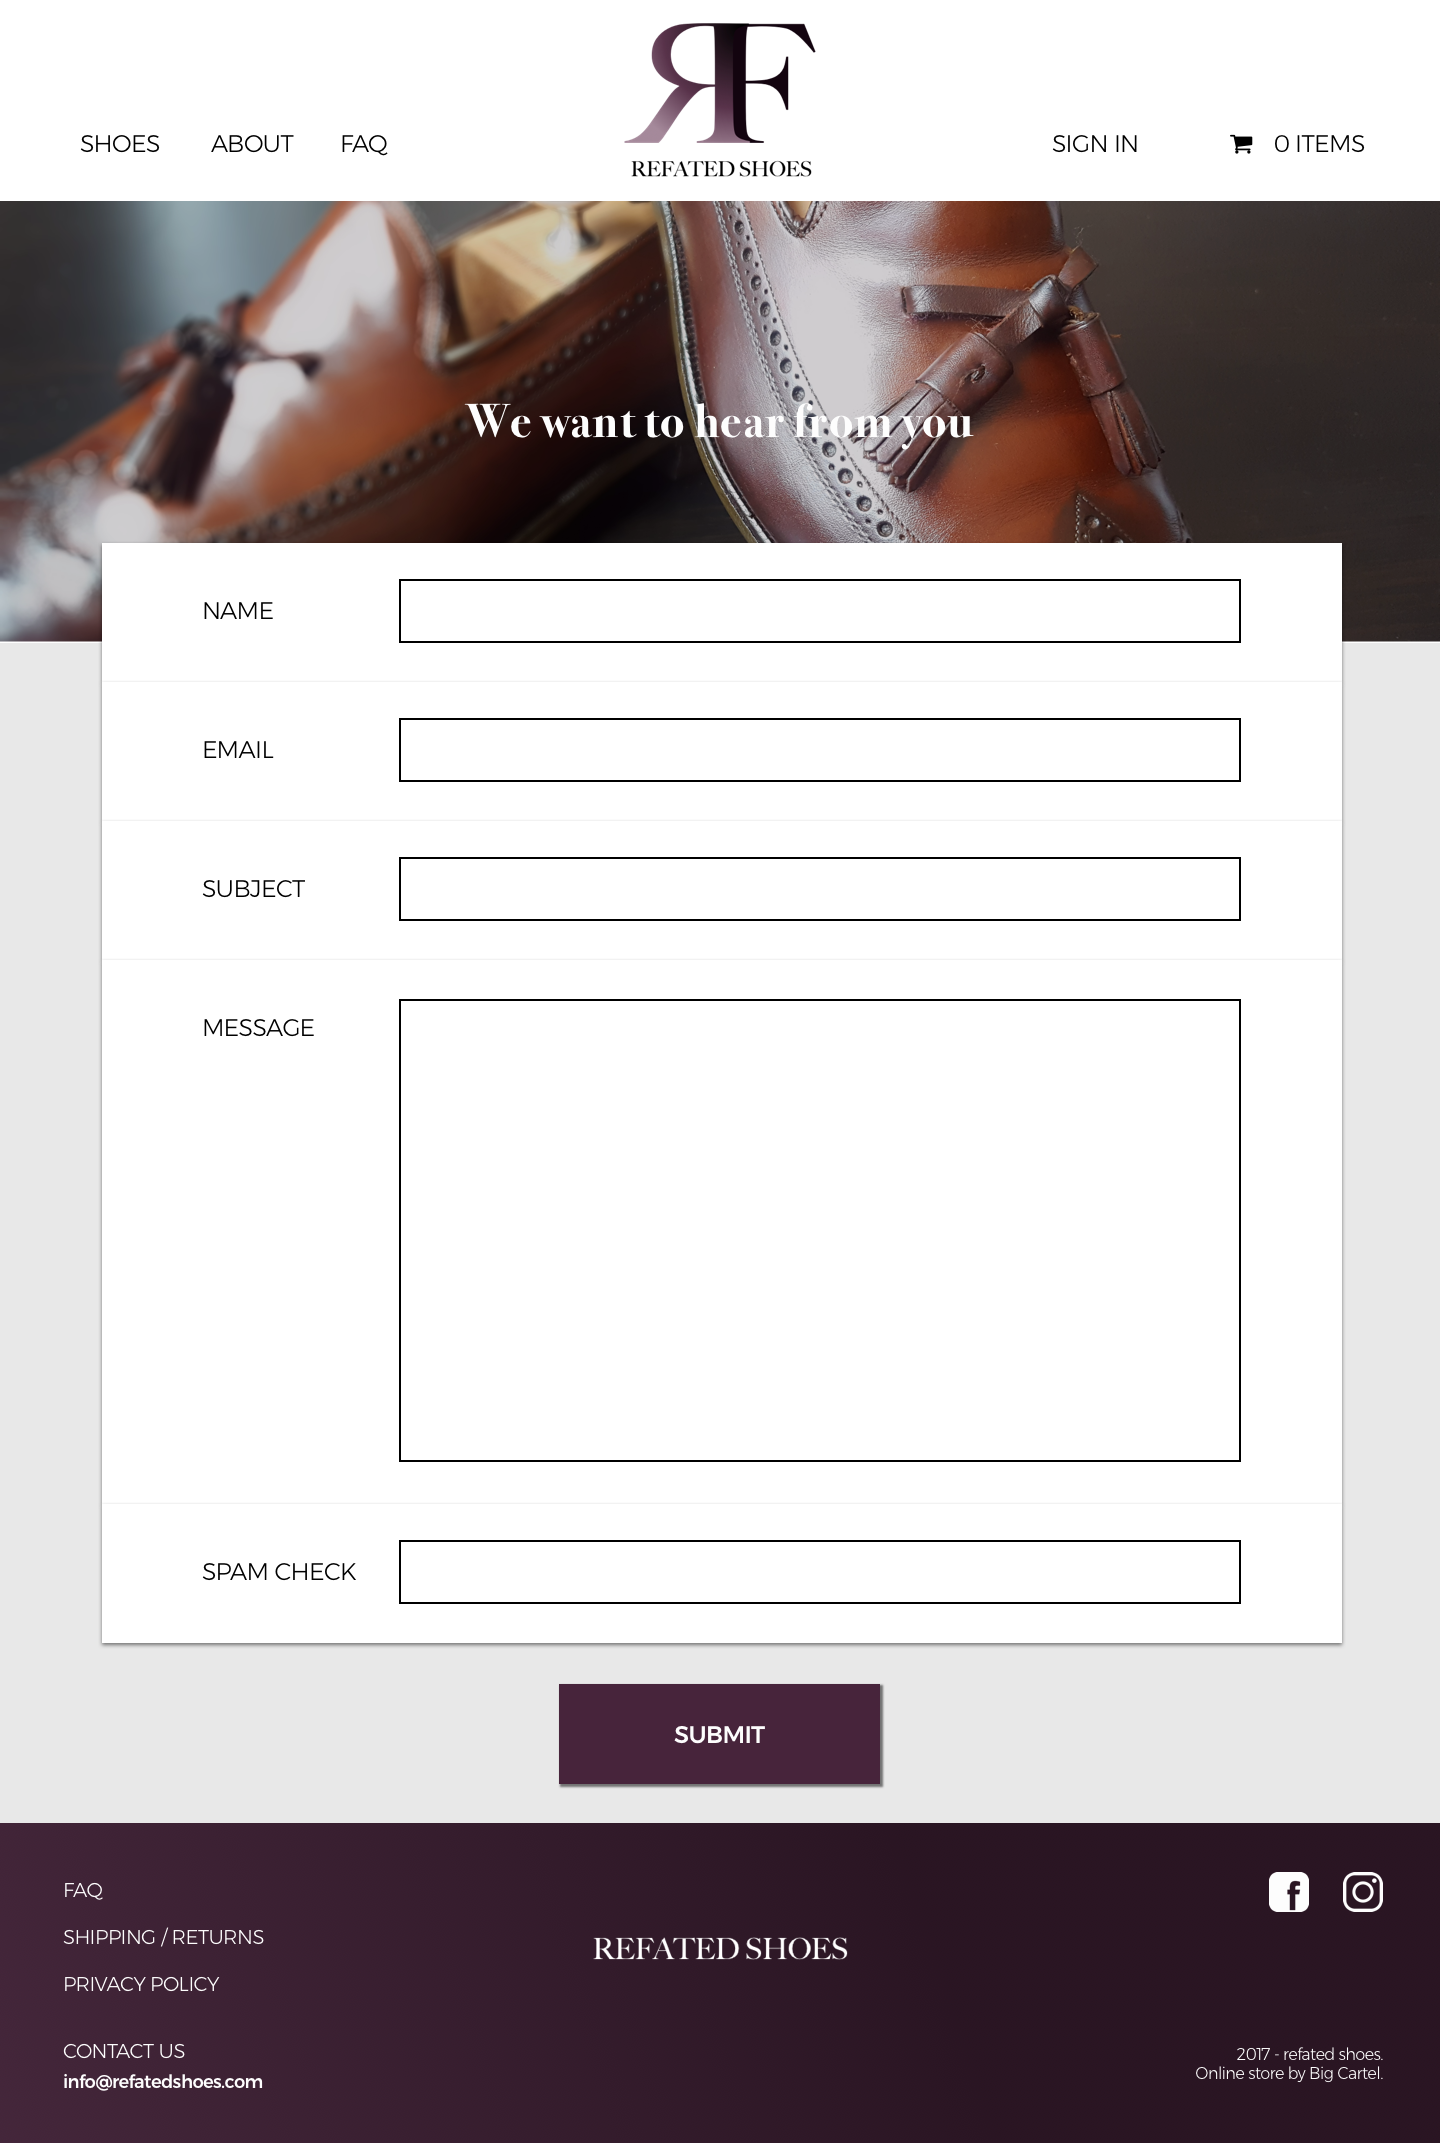 SHOES ABOUT FAQ
RF
REFATED SHOES
SIGN IN 0 ITEMS
We want to hear from you
NAME
EMAIL
SUBJECT
MESSAGE
SPAM CHECK
SUBMIT
FAQ
SHIPPING / RETURNS
PRIVACY POLICY
CONTACT US
info@refatedshoes.com
REFATED SHOES
2017 - refated shoes.
Online store by Big Cartel.